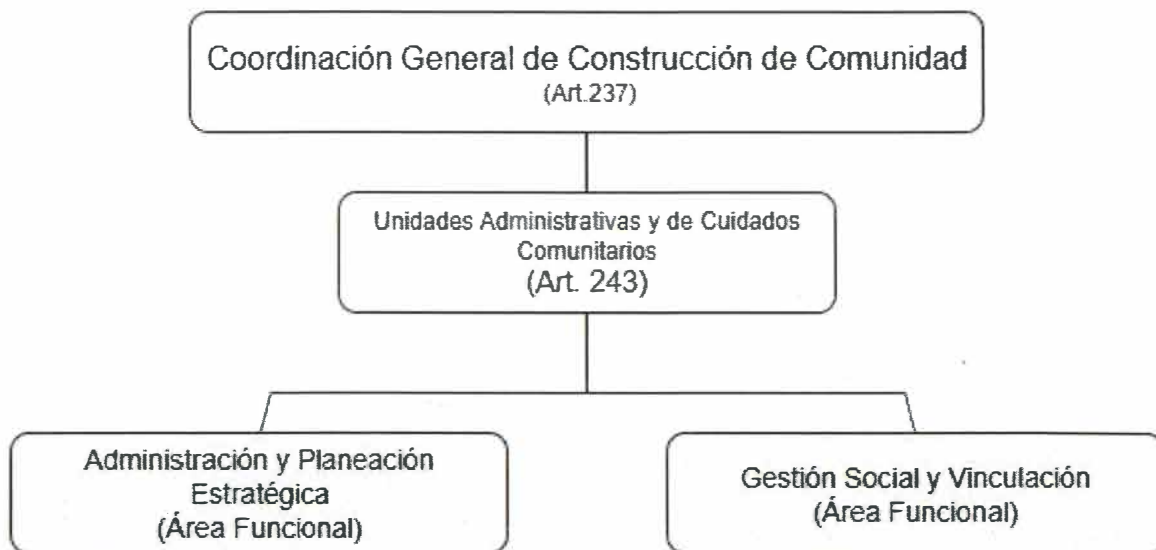 Coordinación General de Construcción de Comunidad
(Art.237)
Unidades Administrativas y de Cuidados
Comunitarios
(Art. 243)
Administración y Planeación
Estratégica
(Área Funcional)
Gestión Social y Vinculación
(Área Funcional)